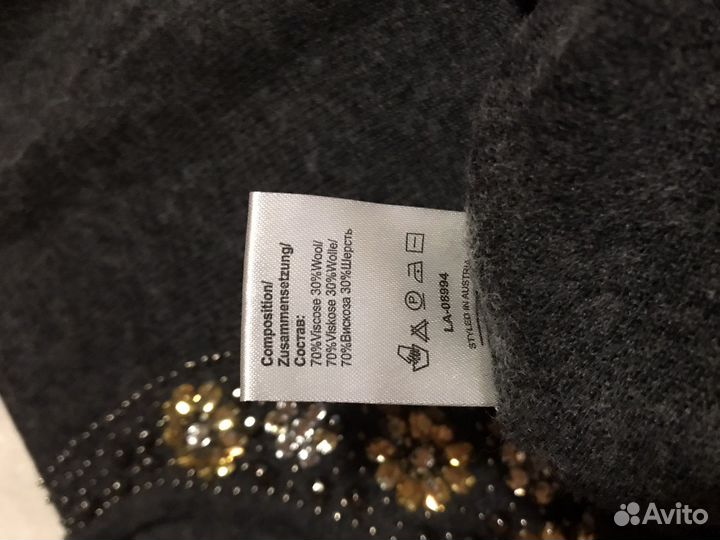 Composition/
Zusammensetzung/
Состав:
70%Viscose 30%Wool/
70%Viskose 30%Wolle/
70%Вискоза 30%Шерсть
P
LA-06994
STYLED IN AUSTRIA
Avito